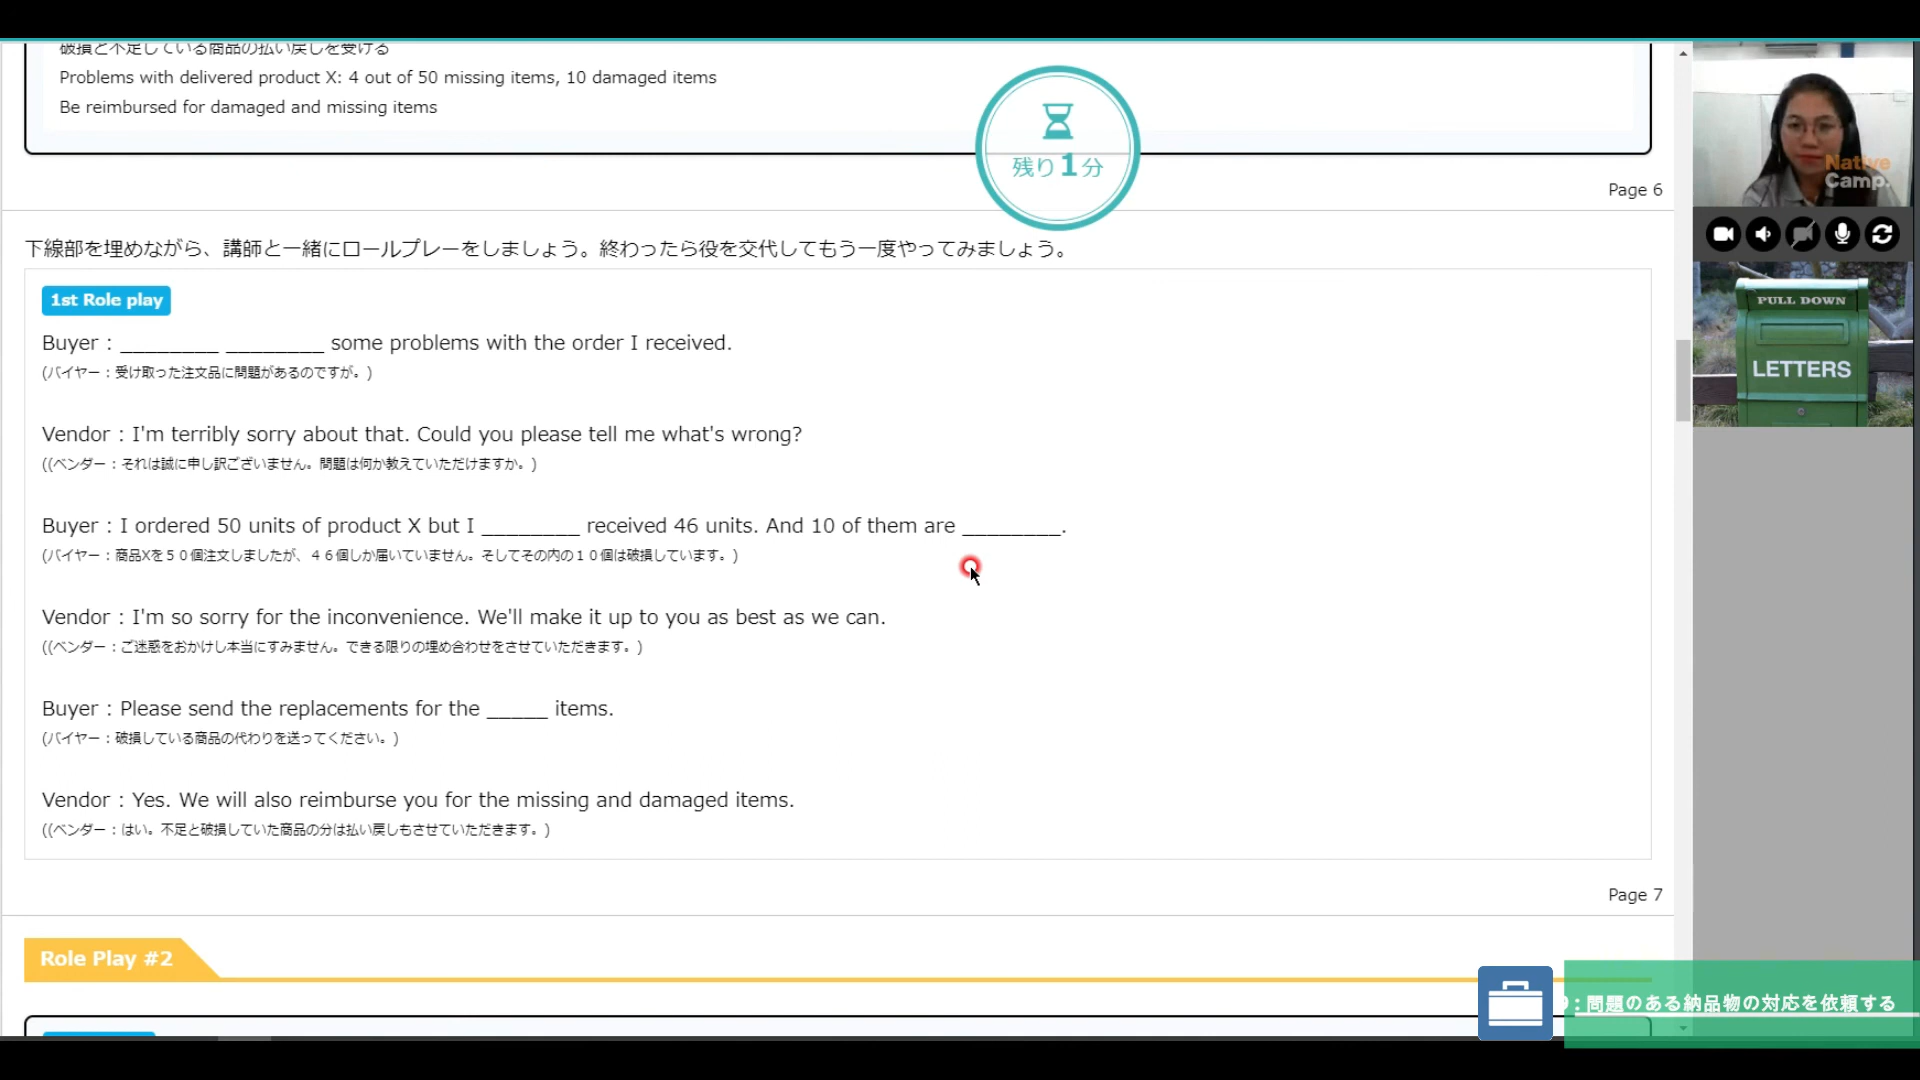 破損と不足している商品の払い戻しを受ける
Problems with delivered product X: 4 out of 50 missing items, 10 damaged items
Be reimbursed for damaged and missing items
残り1分
Page 6
下線部を埋めながら、講師と一緒にロールプレーをしましょう。終わったら役を交代してもう一度やってみましょう。
1st Role play
Buyer : ________ ________ some problems with the order I received.
(バイヤー：受け取った注文品に問題があるのですが。)
Vendor : I'm terribly sorry about that. Could you please tell me what's wrong?
((ベンダー：それは誠に申し訳ございません。問題は何か教えていただけますか。)
Buyer : I ordered 50 units of product X but I ________ received 46 units. And 10 of them are ________.
(バイヤー：商品Xを５０個注文しましたが、４６個しか届いていません。そしてその内の１０個は破損しています。)
Vendor : I'm so sorry for the inconvenience. We'll make it up to you as best as we can.
((ベンダー：ご迷惑をおかけし本当にすみません。できる限りの埋め合わせをさせていただきます。)
Buyer : Please send the replacements for the _____ items.
(バイヤー：破損している商品の代わりを送ってください。)
Vendor : Yes. We will also reimburse you for the missing and damaged items.
((ベンダー：はい。不足と破損していた商品の分は払い戻しもさせていただきます。)
Page 7
Role Play #2
Native
Camp.
PULL DOWN
LETTERS
: 問題のある納品物の対応を依頼する